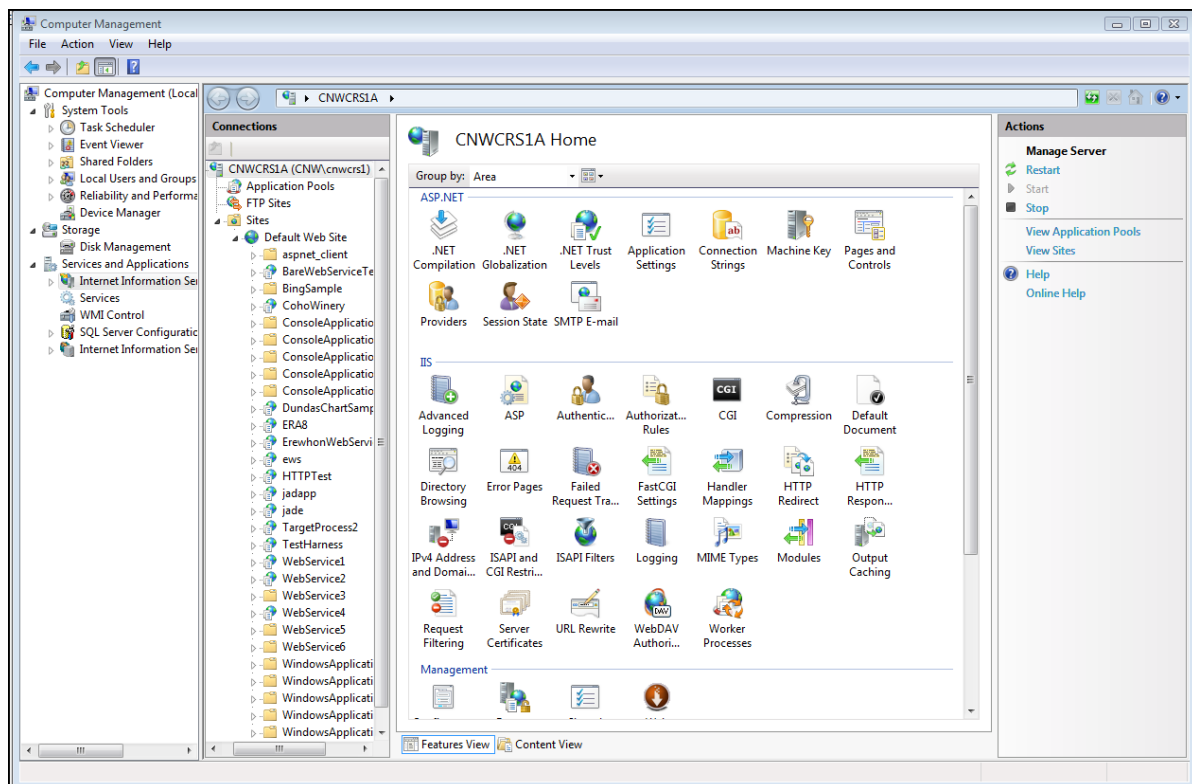 Computer Management
File Action View Help
Computer Management (Local
System Tools
Task Scheduler
Event Viewer
Shared Folders
Local Users and Groups
Reliability and Performa
Device Manager
Storage
Disk Management
Services and Applications
Internet Information Ser
Services
WMI Control
SQL Server Configuratic
Internet Information Ser
CNWCRS1A
Connections
CNWCRS1A (CNW\cnwcrs1)
Application Pools
FTP Sites
Sites
Default Web Site
aspnet_client
BareWebServiceTe
BingSample
CohoWinery
ConsoleApplicatio
ConsoleApplicatio
ConsoleApplicatio
ConsoleApplicatio
ConsoleApplicatio
DundasChartSamp
ERA8
ErewhonWebServi
ews
HTTPTest
jadapp
jade
TargetProcess2
TestHarness
WebService1
WebService2
WebService3
WebService4
WebService5
WebService6
WindowsApplicati
WindowsApplicati
WindowsApplicati
WindowsApplicati
WindowsApplicati
CNWCRS1A Home
Group by: Area
ASP.NET
.NET Compilation
.NET Globalization
.NET Trust Levels
Application Settings
Connection Strings
Machine Key
Pages and Controls
Providers
Session State
SMTP E-mail
IIS
Advanced Logging
ASP
Authentic...
Authorizat... Rules
CGI
Compression
Default Document
Directory Browsing
404
Error Pages
Failed Request Tra...
FastCGI Settings
Handler Mappings
HTTP Redirect
HTTP Respon...
IPv4 Address and Domai...
ISAPI and CGI Restri...
ISAPI Filters
Logging
MIME Types
Modules
Output Caching
Request Filtering
Server Certificates
URL Rewrite
WebDAV Authori...
Worker Processes
Management
Features View
Content View
Actions
Manage Server
Restart
Start
Stop
View Application Pools
View Sites
Help
Online Help